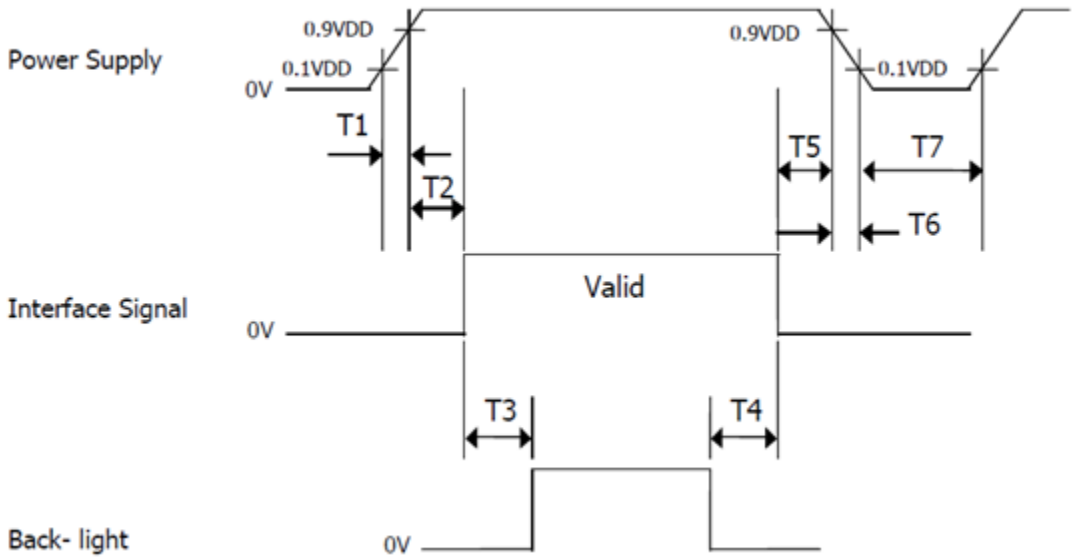 0.9VDD
0.9VDD
Power Supply
0.1VDD
0.1VDD
0V
T1
T5
T7
T2
T6
Valid
Interface Signal
0V
T3
T4
Back- light
0V